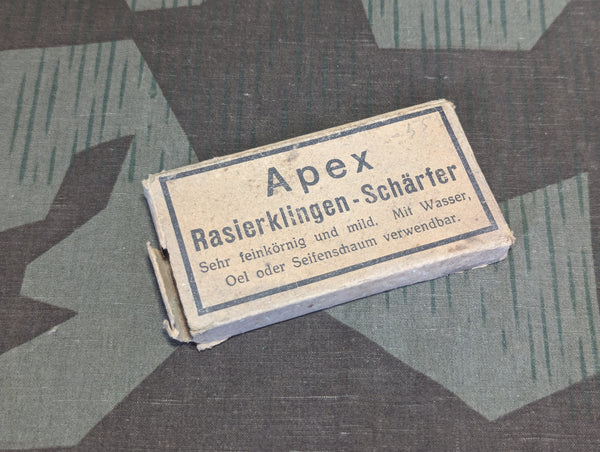 Apex
Rasierklingen-Schärfer
Sehr feinkörnig und mild. Mit Wasser,
Oel oder Seifenschaum verwendbar.